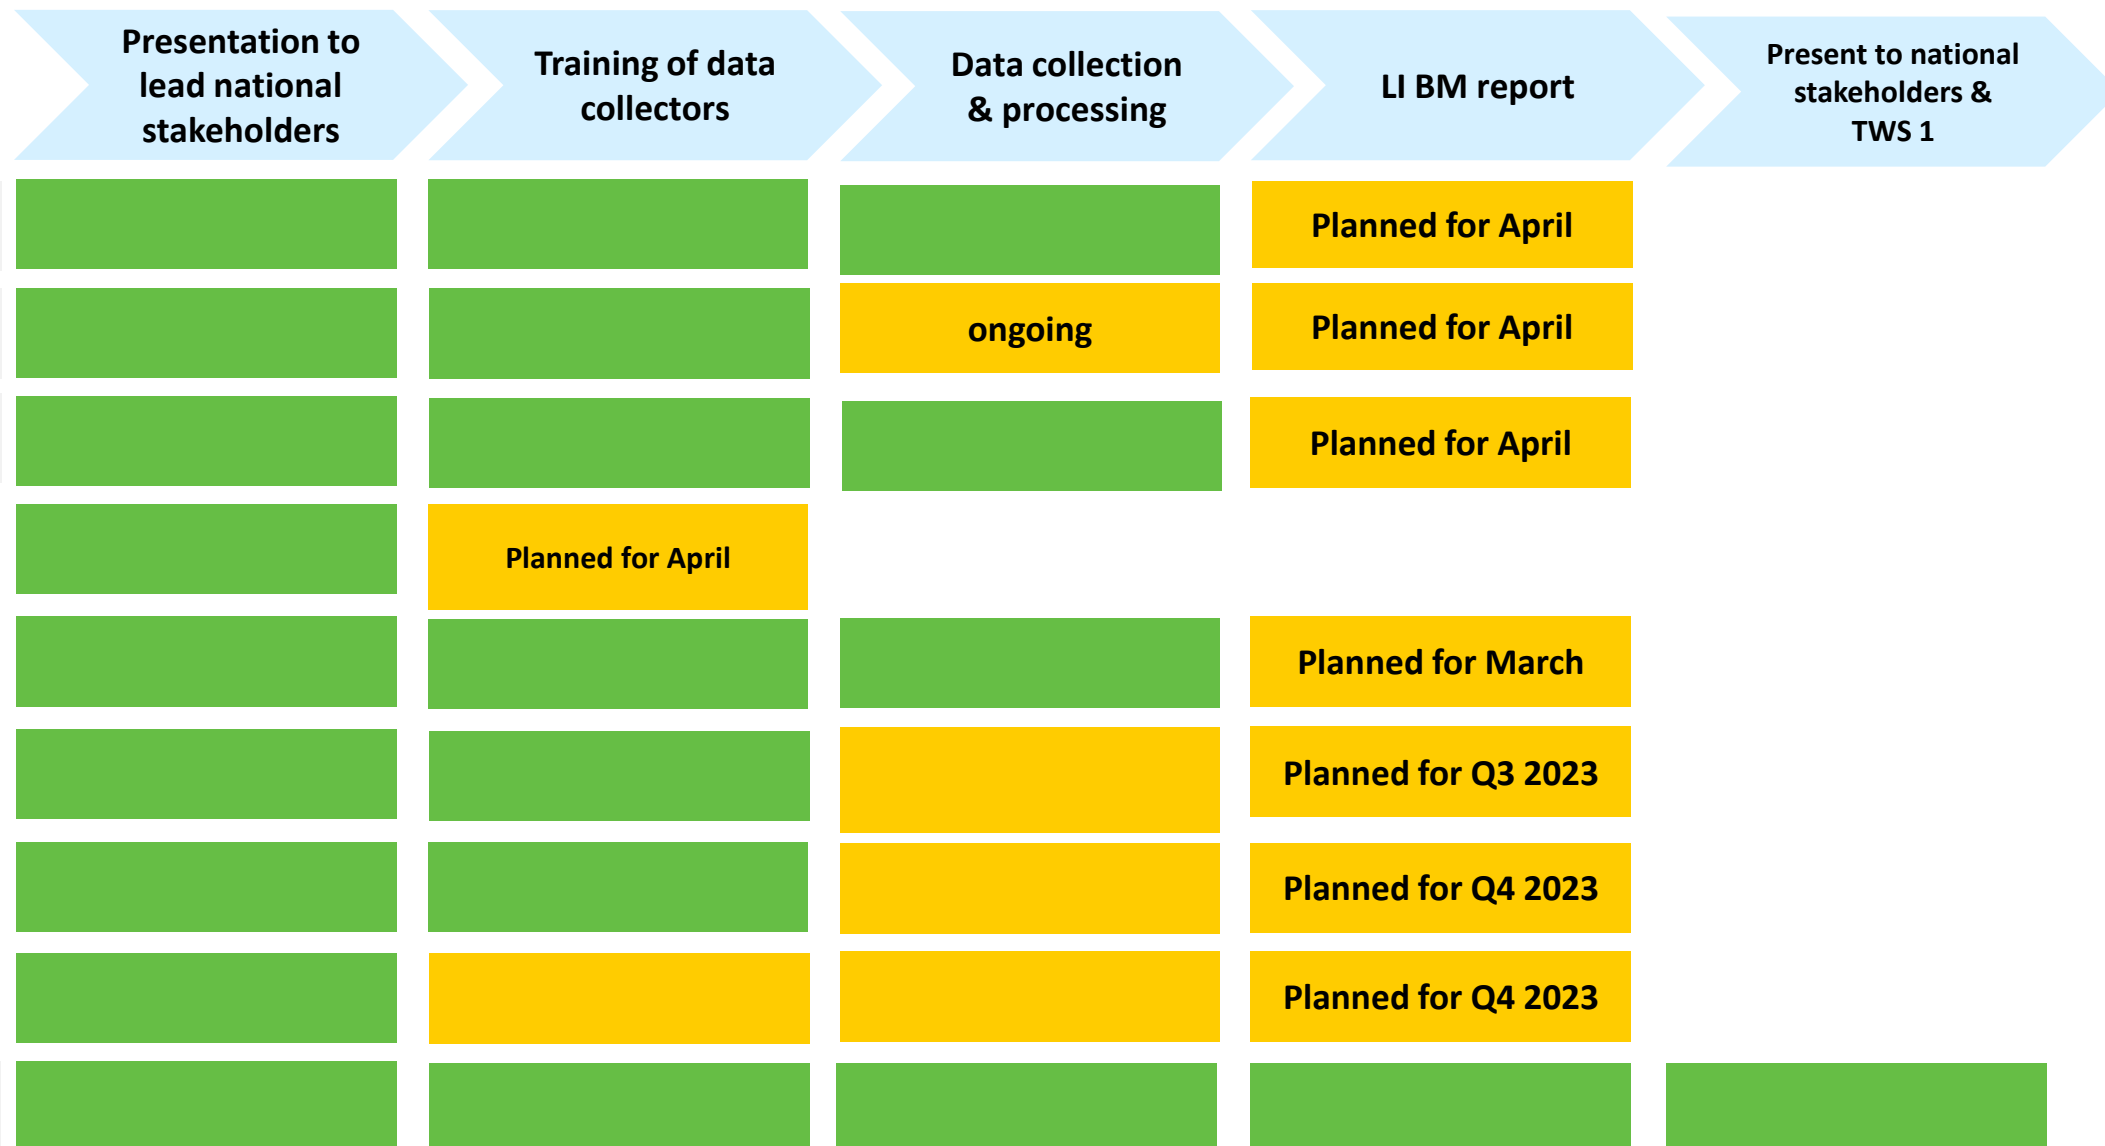 Presentation to
lead national
stakeholders
Training of data
collectors
Data collection
& processing
LI BM report
Present to national
stakeholders &
TWS 1
Planned for April
ongoing
Planned for April
Planned for April
Planned for April
Planned for March
Planned for Q3 2023
Planned for Q4 2023
Planned for Q4 2023